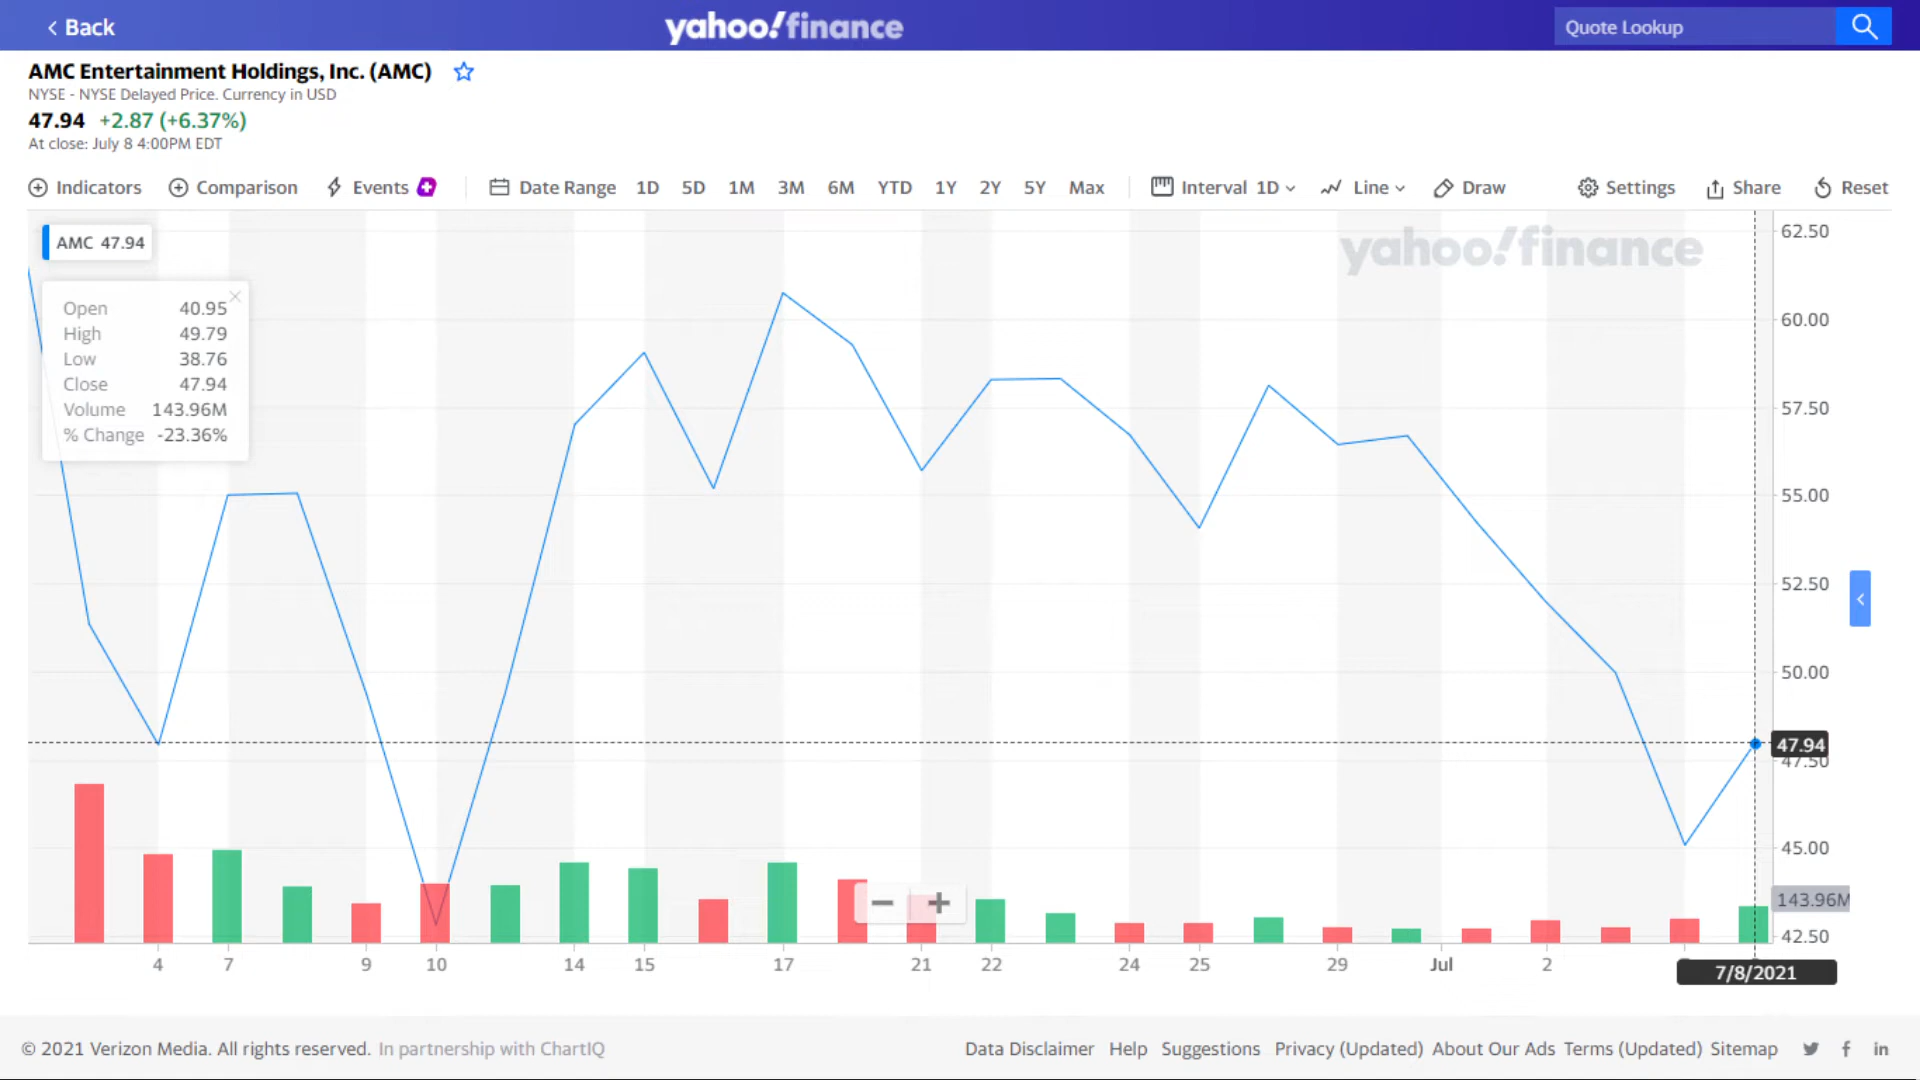 Back
yahoo!finance
Quote Lookup
AMC Entertainment Holdings, Inc. (AMC)
NYSE - NYSE Delayed Price. Currency in USD
47.94 +2.87 (+6.37%)
At close: July 8 4:00PM EDT
Indicators Comparison Events Date Range 1D 5D 1M 3M 6M YTD 1Y 2Y 5Y Max Interval 1D Line Draw Settings Share Reset
AMC 47.94
yahoo!finance
Open 40.95
High 49.79
Low 38.76
Close 47.94
Volume 143.96M
% Change -23.36%
62.50
60.00
57.50
55.00
52.50
50.00
47.94
47.50
45.00
143.96M
42.50
4 7 9 10 14 15 17 21 22 24 25 29 Jul 2
7/8/2021
© 2021 Verizon Media. All rights reserved. In partnership with ChartIQ
Data Disclaimer Help Suggestions Privacy (Updated) About Our Ads Terms (Updated) Sitemap